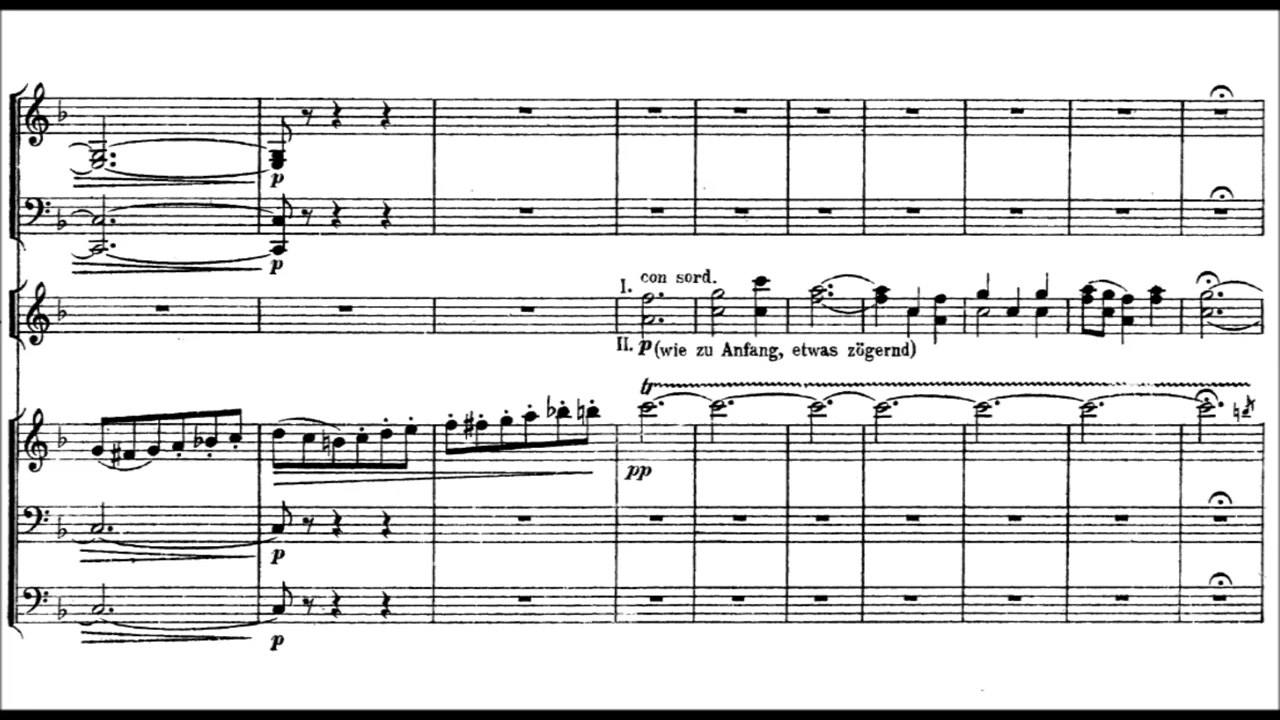 p
p
I. con sord.
II. p (wie zu Anfang, etwas zögernd)
tr
pp
p
p